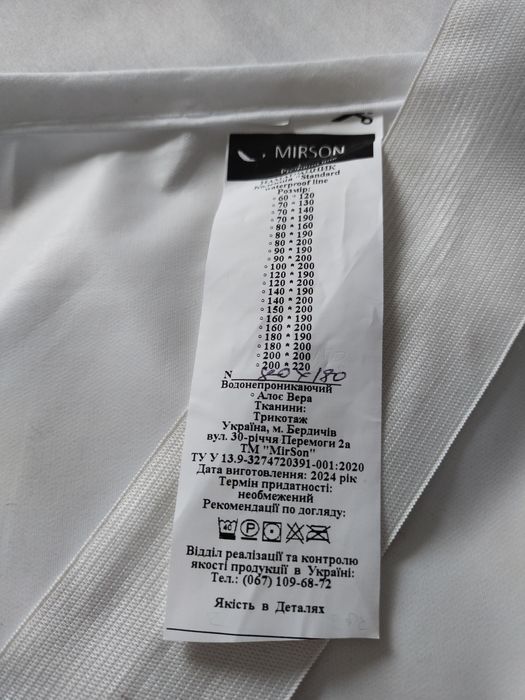 MIRSON
НАМАТРАЦНИК
Standard
waterproof line
Розмір:
▫ 60 * 120
▫ 70 * 130
▫ 70 * 140
▫ 70 * 190
▫ 80 * 160
▫ 80 * 190
▫ 80 * 200
▫ 90 * 190
▫ 90 * 200
▫ 100 * 200
▫ 120 * 190
▫ 120 * 200
▫ 140 * 190
▫ 140 * 200
▫ 150 * 200
▫ 160 * 190
▫ 160 * 200
▫ 180 * 190
▫ 180 * 200
▫ 200 * 200
▫ 200 * 220
N 80 x 180
Водонепроникаючий
▫ Алоє Вера
Тканини:
Трикотаж
Україна, м. Бердичів
вул. 30-річчя Перемоги 2а
ТМ "MirSon"
ТУ У 13.9-3274720391-001:2020
Дата виготовлення: 2024 рік
Термін придатності:
необмежений
Рекомендації по догляду:
40 P
Відділ реалізації та контролю
якості продукції в Україні:
Тел.: (067) 109-68-72
Якість в Деталях